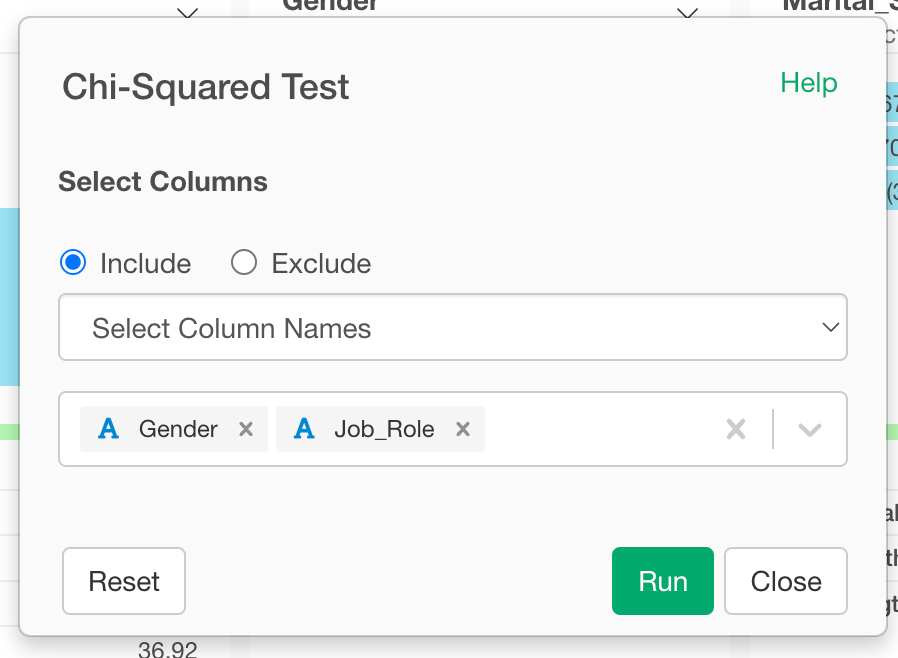 Gender
Chi-Squared Test
Help
Select Columns
Include
Exclude
Select Column Names
A Gender × A Job_Role ×
Reset
Run
Close
36.92